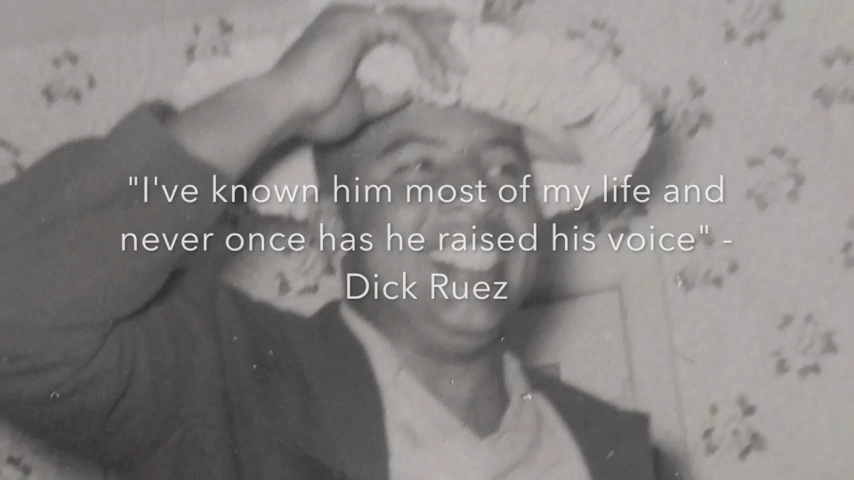 "I've known him most of my life and
never once has he raised his voice" -
Dick Ruez